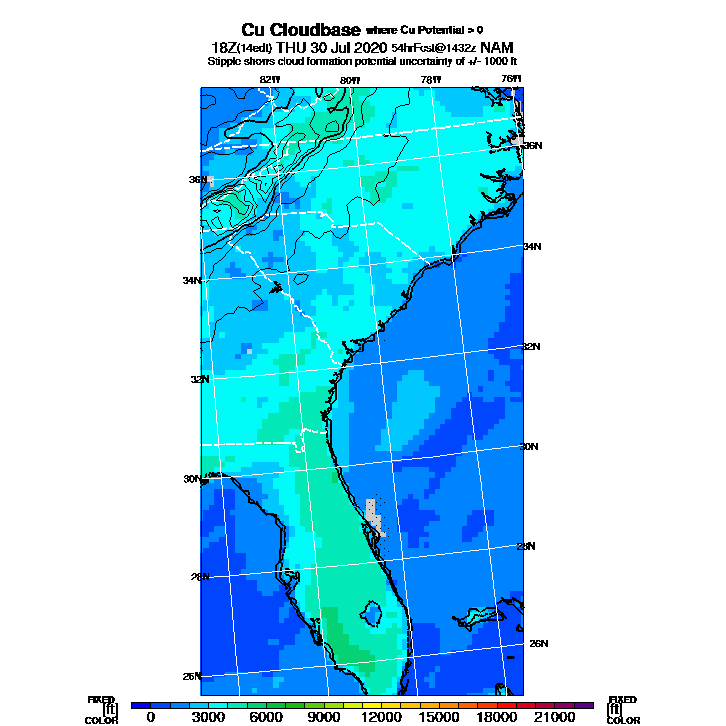 Cu Cloudbase where Cu Potential > 0
18Z(14edt) THU 30 Jul 2020 54hrFcst@1432z NAM
Stipple shows cloud formation potential uncertainty of +/- 1000 ft
82W 80W 78W 76W
36N 36N
34N 34N
32N 32N
30N 30N
28N 28N
26N 26N
FIXED FIXED
[ft] [ft]
COLOR COLOR
0 3000 6000 9000 12000 15000 18000 21000